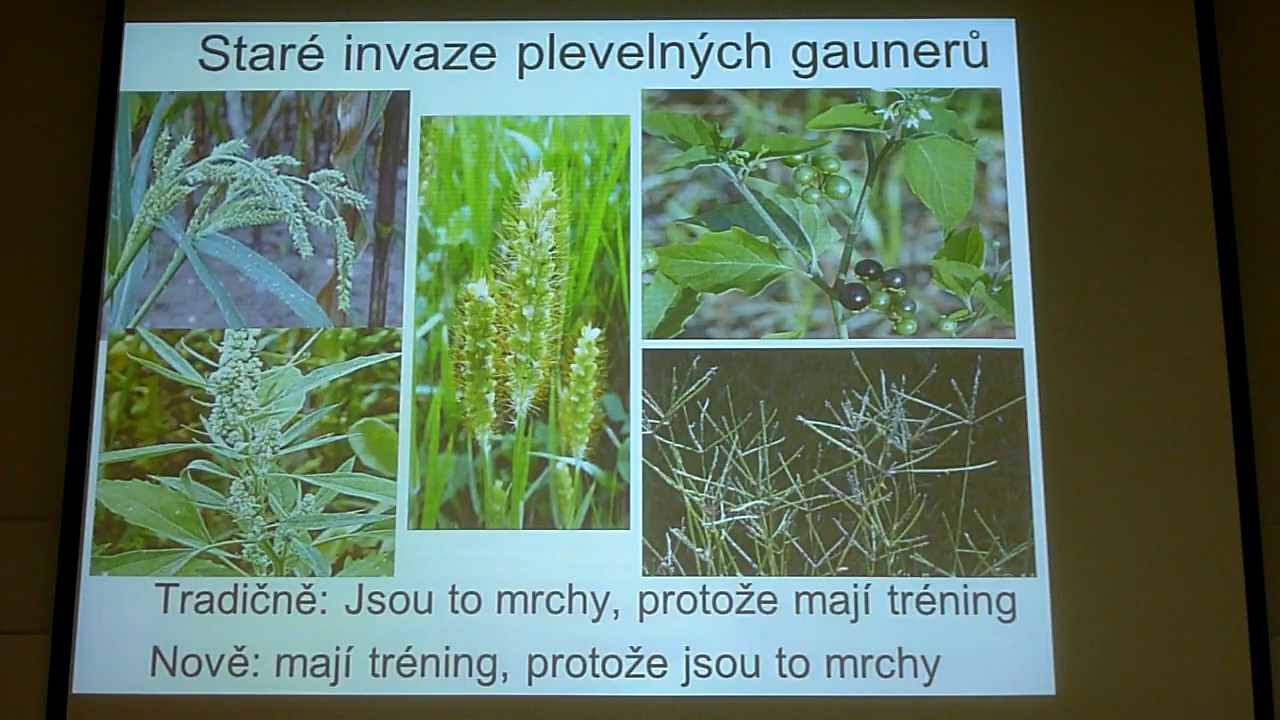 Staré invaze plevelných gaunerů
Tradičně: Jsou to mrchy, protože mají tréning
Nově: mají tréning, protože jsou to mrchy